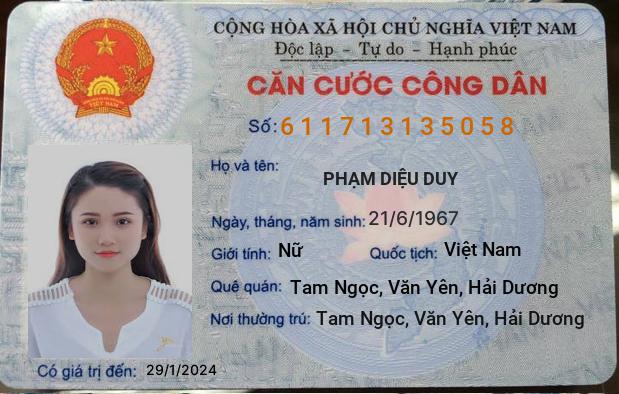 CỘNG HÒA XÃ HỘI CHỦ NGHĨA VIỆT NAM
Độc lập - Tự do - Hạnh phúc
CĂN CƯỚC CÔNG DÂN
Số: 611713135058
Họ và tên:
PHẠM DIỆU DUY
Ngày, tháng, năm sinh: 21/6/1967
Giới tính: Nữ Quốc tịch: Việt Nam
Quê quán: Tam Ngọc, Văn Yên, Hải Dương
Nơi thường trú: Tam Ngọc, Văn Yên, Hải Dương
Có giá trị đến: 29/1/2024